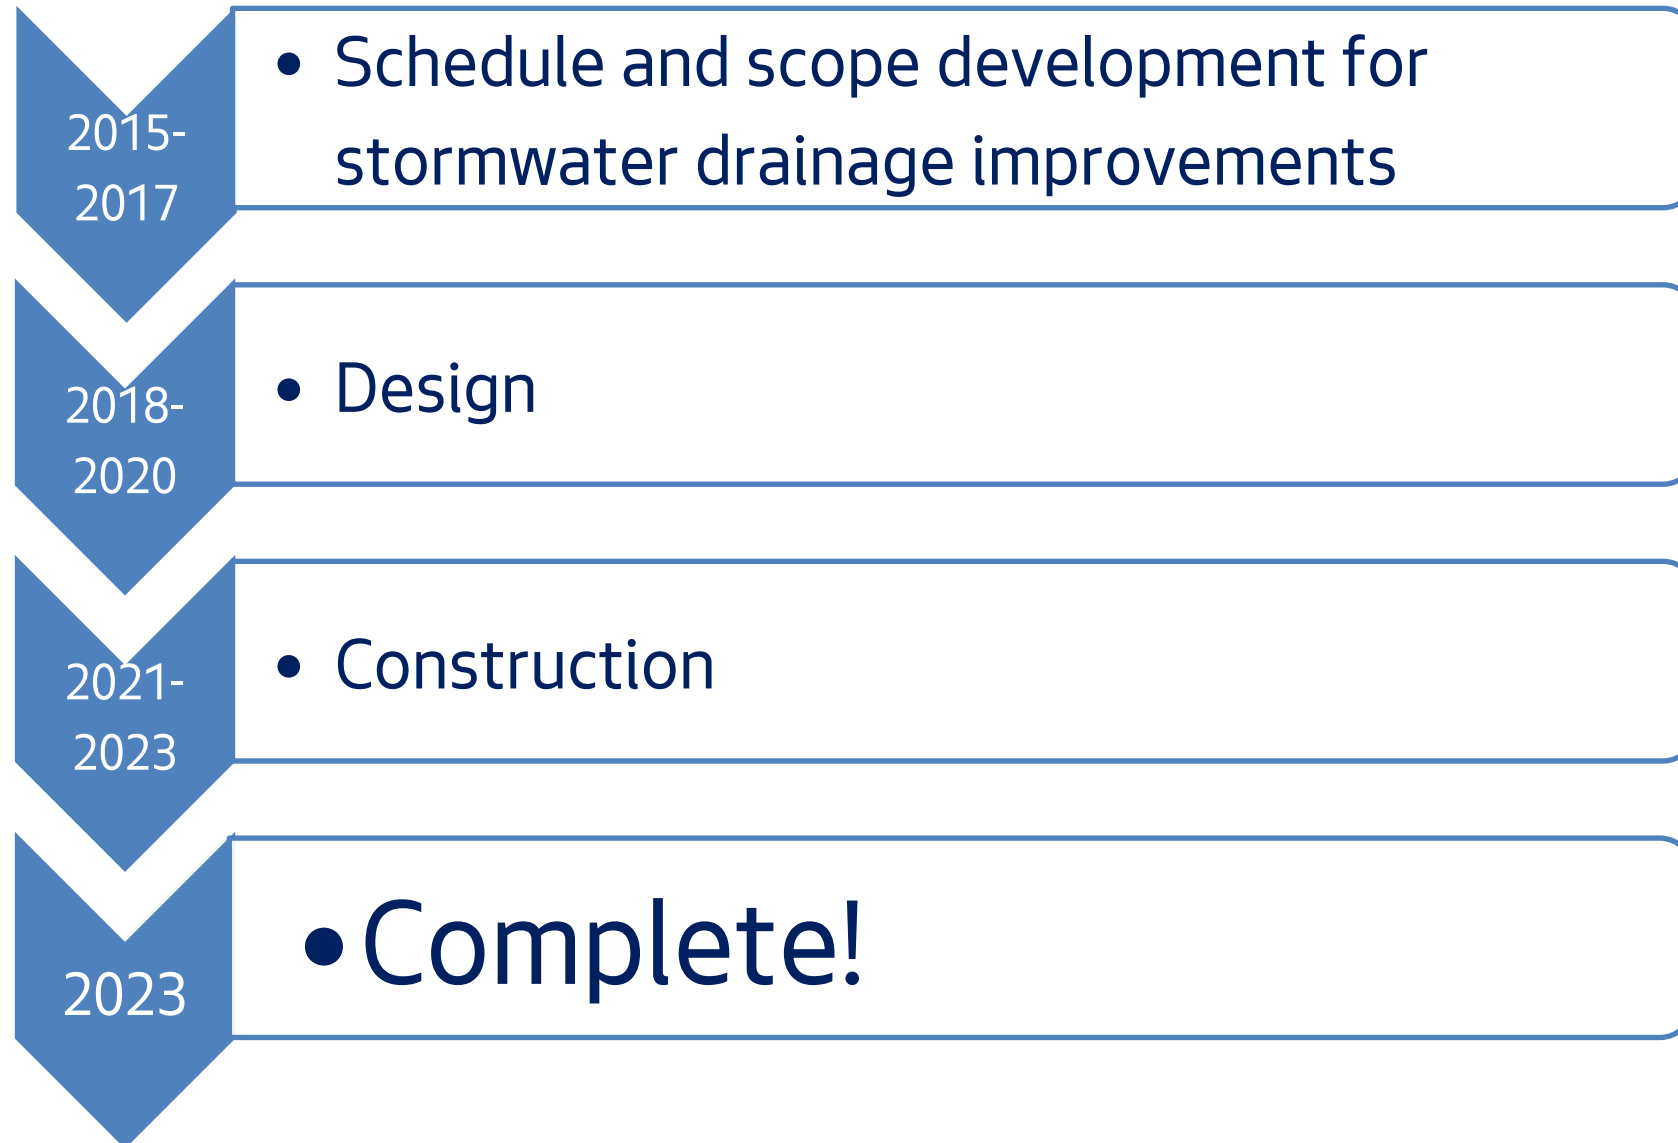 2015-
2017
• Schedule and scope development for
stormwater drainage improvements
2018-
2020
• Design
2021-
2023
• Construction
2023
• Complete!